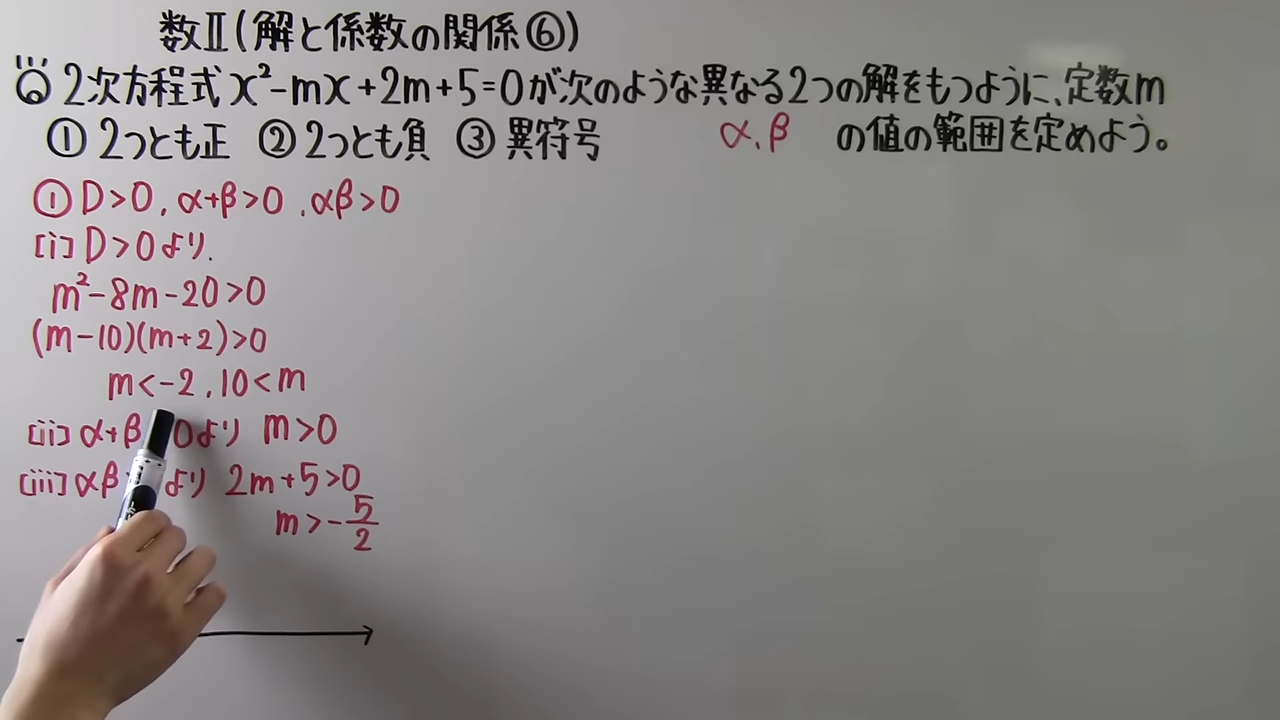 数Ⅱ(解と係数の関係⑥)
Q 2次方程式x²-mx+2m+5=0が次のような異なる2つの解をもつように、定数m
① 2つとも正 ② 2つとも負 ③ 異符号 α、β の値の範囲を定めよう。
① D>0, α+β>0, αβ>0
[i] D>0より、
m²-8m-20>0
(m-10)(m+2)>0
m<-2, 10<m
[ii] α+β 0より m>0
[iii] αβ より 2m+5>0
m>-5/2